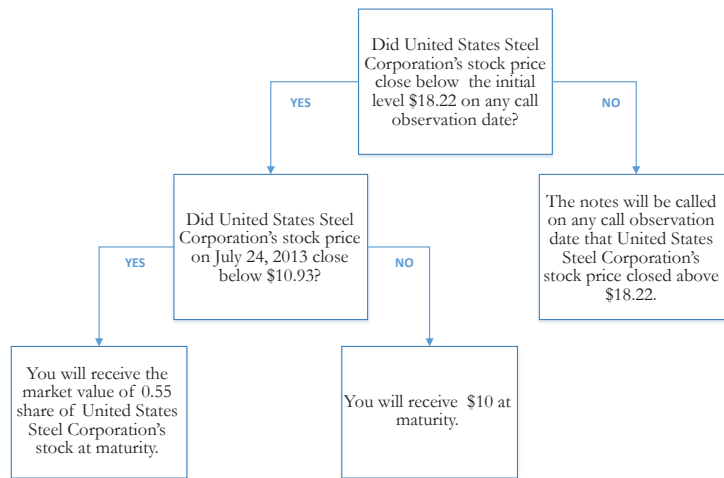 Did United States Steel
Corporation's stock price
close below the initial
level $18.22 on any call
observation date?
YES
NO
Did United States Steel
Corporation's stock price
on July 24, 2013 close
below $10.93?
The notes will be called
on any call observation
date that United States
Steel Corporation's
stock price closed above
$18.22.
YES
NO
You will receive the
market value of 0.55
share of United States
Steel Corporation's
stock at maturity.
You will receive $10 at
maturity.